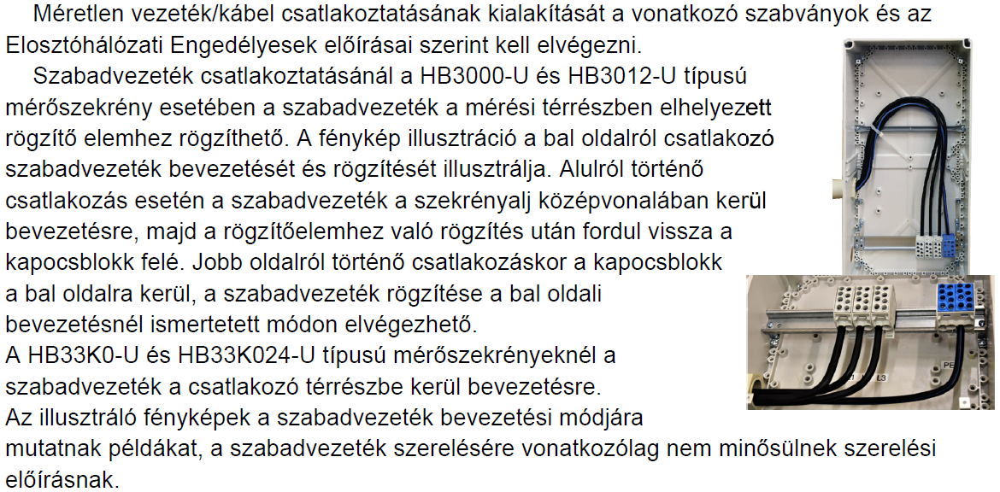 Méretlen vezeték/kábel csatlakoztatásának kialakítását a vonatkozó szabványok és az
Elosztóhálózati Engedélyesek előírásai szerint kell elvégezni.
Szabadvezeték csatlakoztatásánál a HB3000-U és HB3012-U típusú
mérőszekrény esetében a szabadvezeték a mérési térrészben elhelyezett
rögzítő elemhez rögzíthető. A fénykép illusztráció a bal oldalról csatlakozó
szabadvezeték bevezetését és rögzítését illusztrálja. Alulról történő
csatlakozás esetén a szabadvezeték a szekrényalj középvonalában kerül
bevezetésre, majd a rögzítőelemhez való rögzítés után fordul vissza a
kapocsblokk felé. Jobb oldalról történő csatlakozáskor a kapocsblokk
a bal oldalra kerül, a szabadvezeték rögzítése a bal oldali
bevezetésnél ismertetett módon elvégezhető.
A HB33K0-U és HB33K024-U típusú mérőszekrényeknél a
szabadvezeték a csatlakozó térrészbe kerül bevezetésre.
Az illusztráló fényképek a szabadvezeték bevezetési módjára
mutatnak példákat, a szabadvezeték szerelésére vonatkozólag nem minősülnek szerelési
előírásnak.
L3